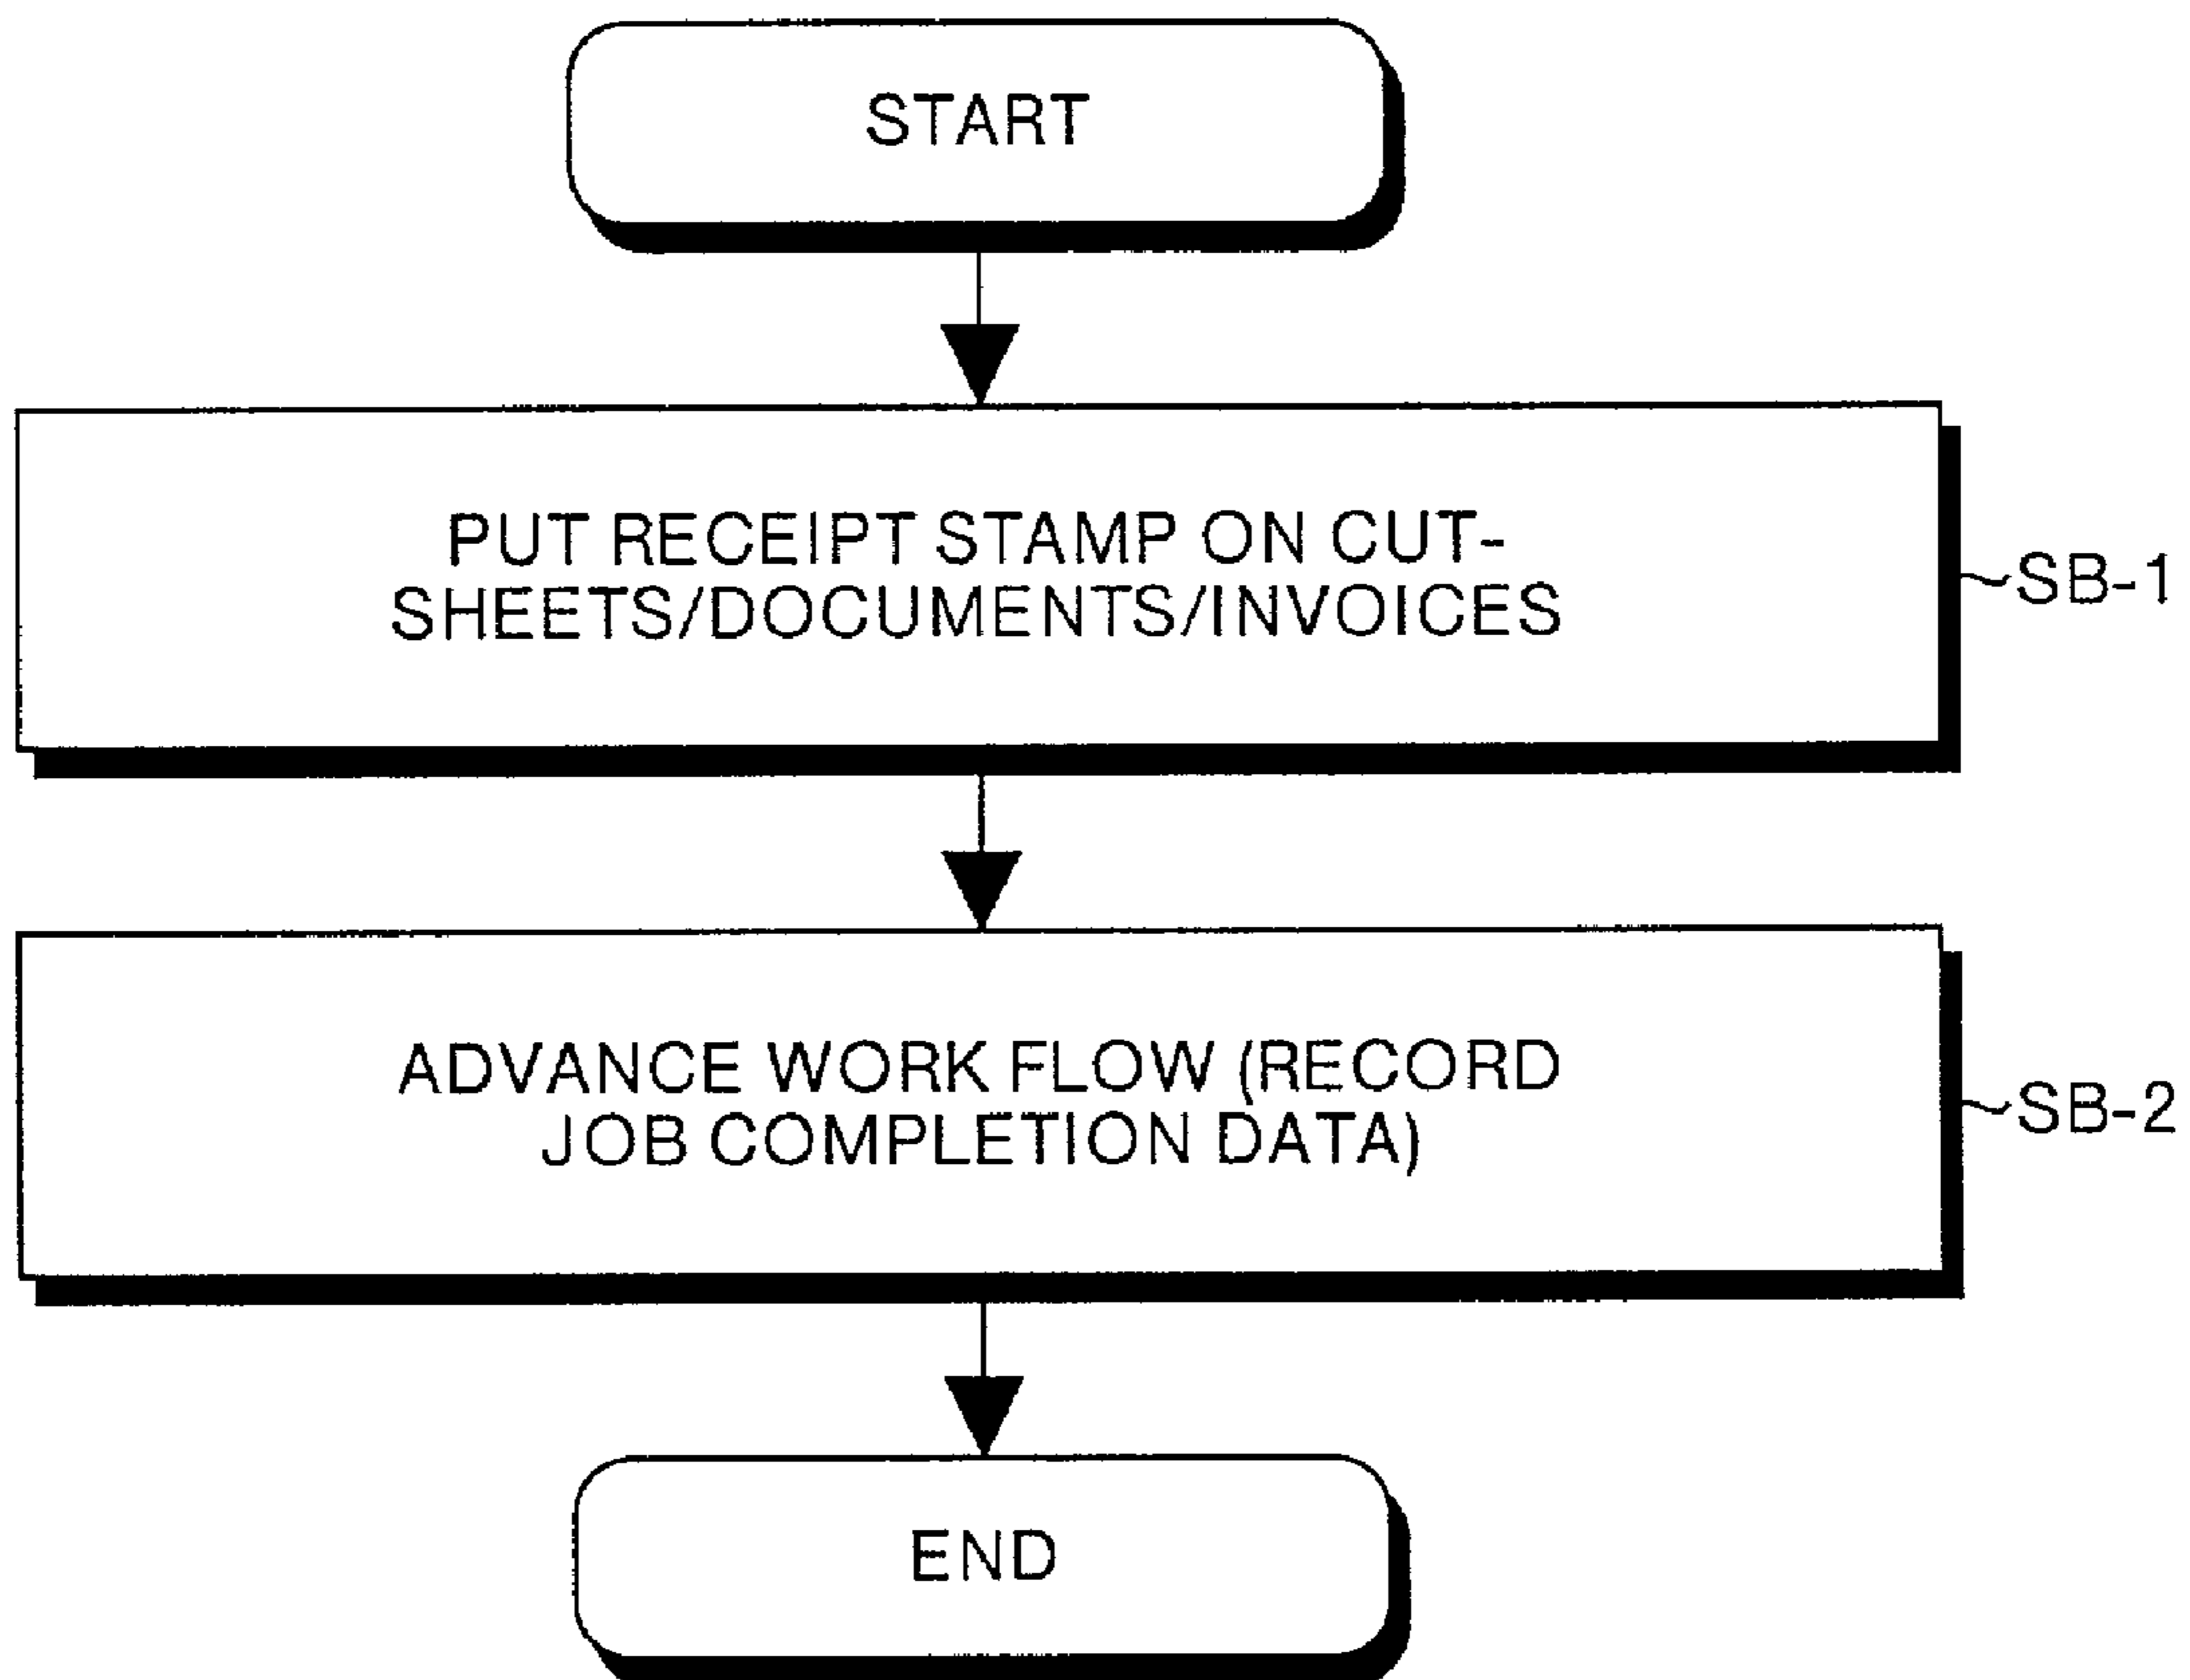 START
PUT RECEIPT STAMP ON CUT-
SHEETS/DOCUMENTS/INVOICES
SB-1
ADVANCE WORK FLOW (RECORD
JOB COMPLETION DATA)
SB-2
END